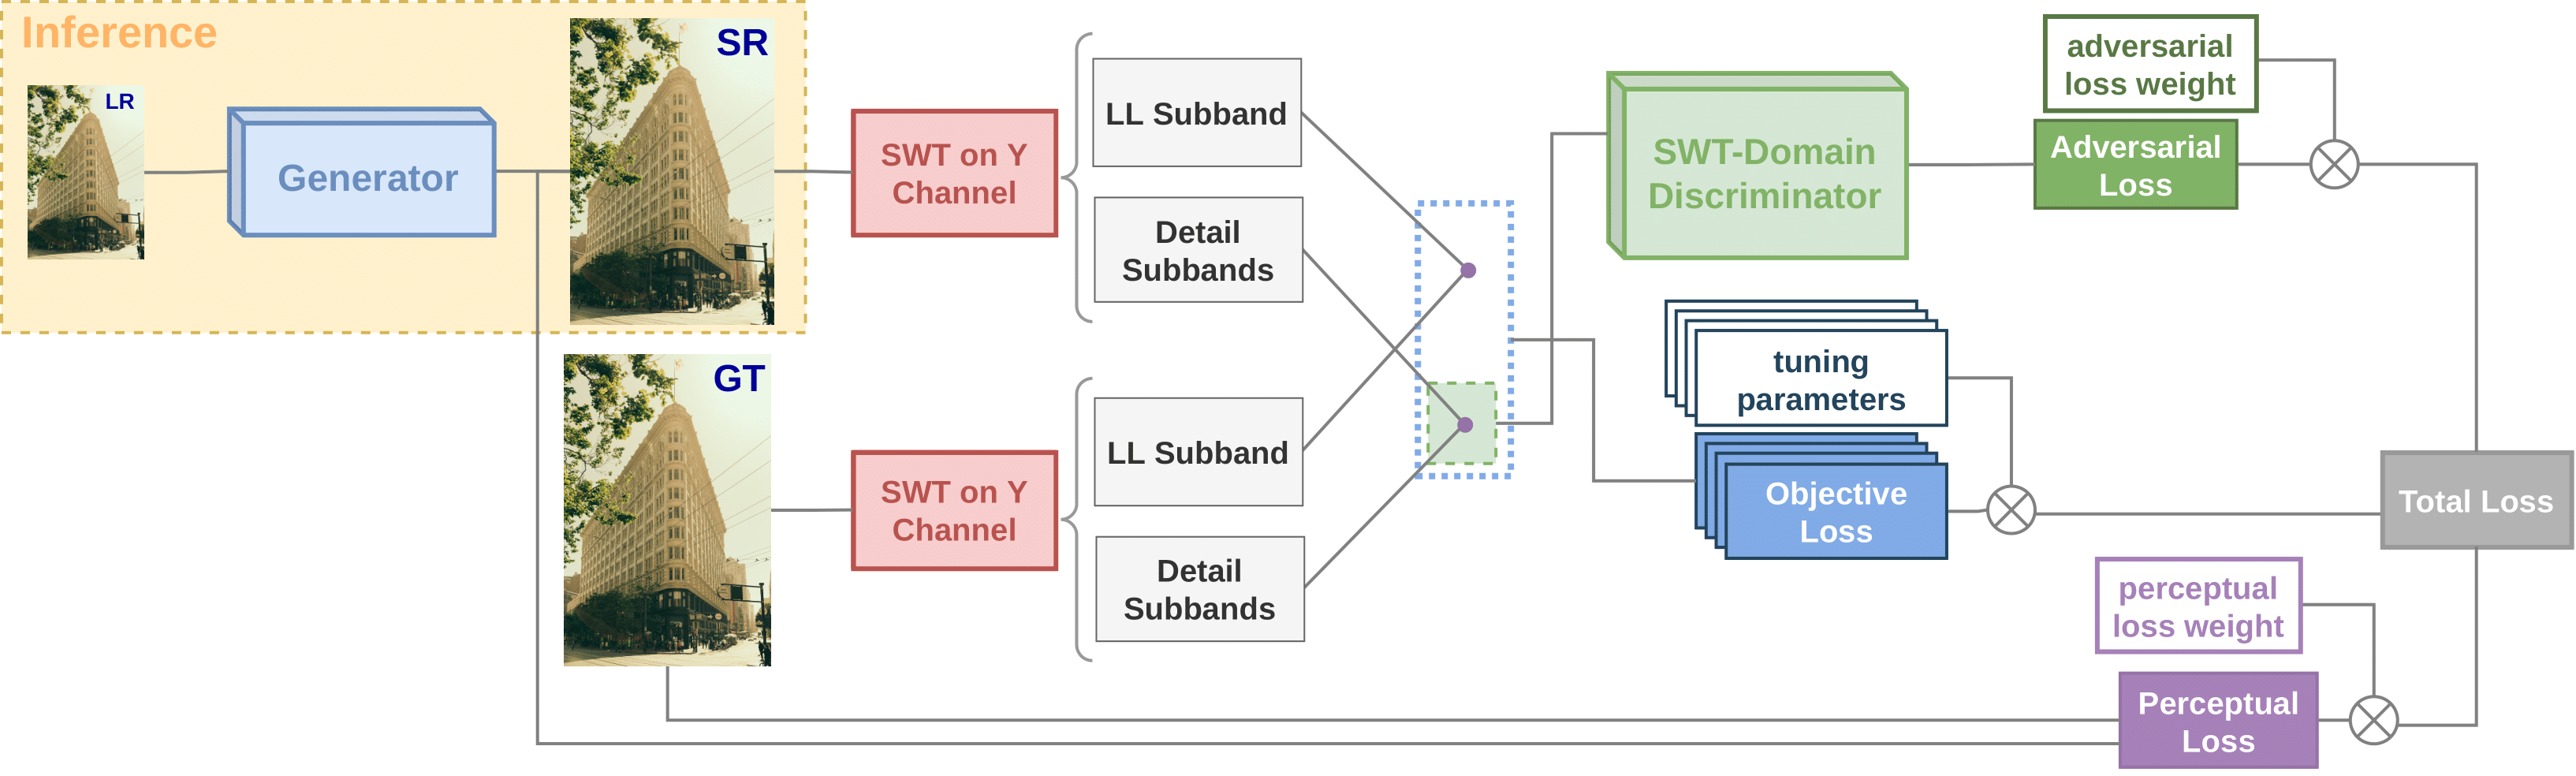 Inference
LR
Generator
SR
GT
SWT on Y
Channel
SWT on Y
Channel
LL Subband
Detail
Subbands
LL Subband
Detail
Subbands
SWT-Domain
Discriminator
adversarial
loss weight
Adversarial
Loss
tuning
parameters
Objective
Loss
Total Loss
perceptual
loss weight
Perceptual
Loss